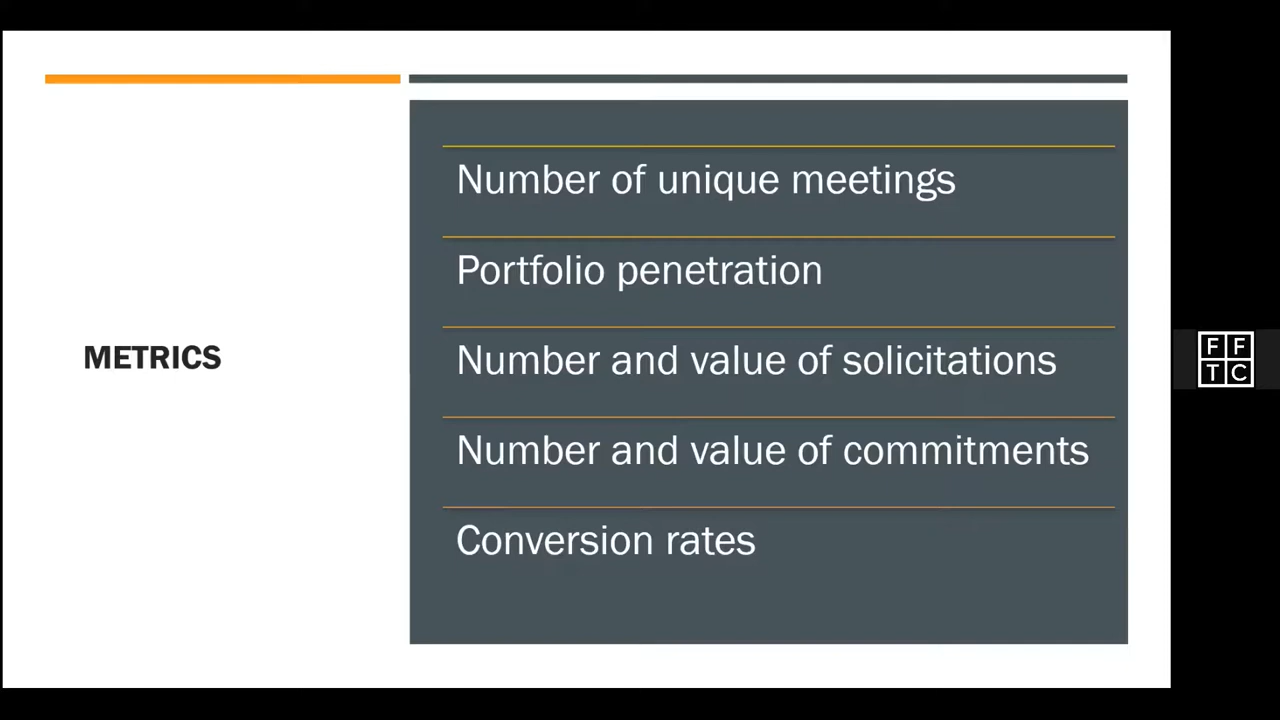 METRICS
Number of unique meetings
Portfolio penetration
Number and value of solicitations
Number and value of commitments
Conversion rates
F F
T C